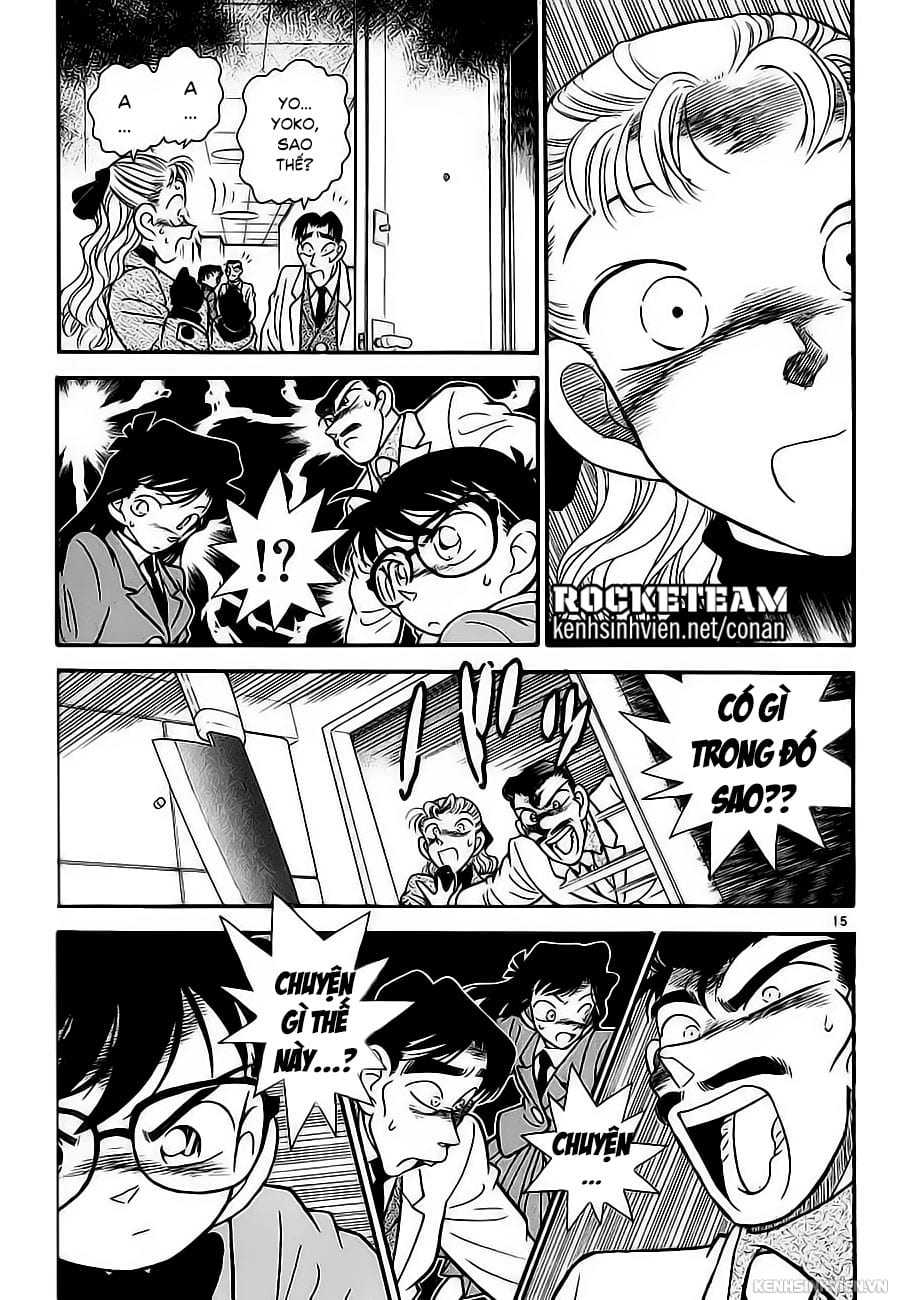 A
...
A
...
YO...
YOKO,
SAO
THẾ?
!?
ROCKETEAM
kenhsinhvien.net/conan
CÓ GÌ
TRONG ĐÓ
SAO??
15
CHUYỆN
GÌ THẾ
NÀY...?
CHUYỆN
...
KENHSINHVIEN.VN